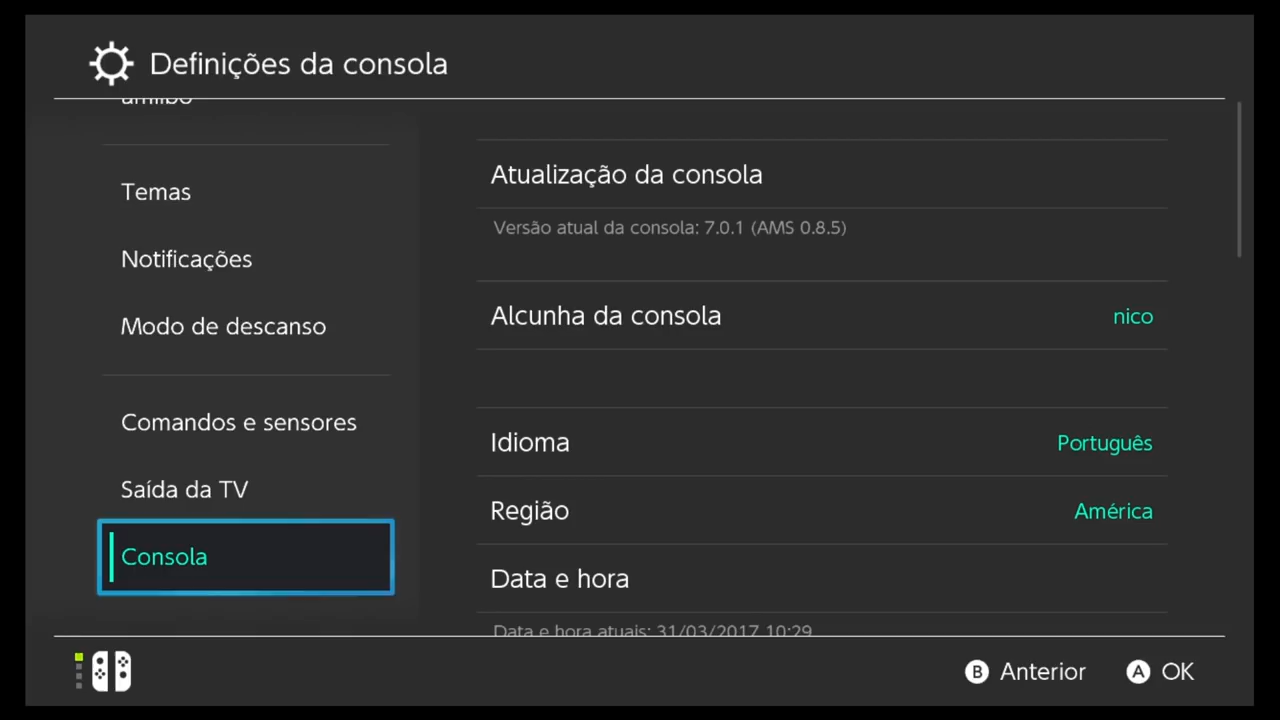 Definições da consola
amiibo
Temas
Notificações
Modo de descanso
Comandos e sensores
Saída da TV
Consola
Atualização da consola
Versão atual da consola: 7.0.1 (AMS 0.8.5)
Alcunha da consola nico
Idioma Português
Região América
Data e hora
Data e hora atuais: 31/03/2017 10:29
B Anterior A OK